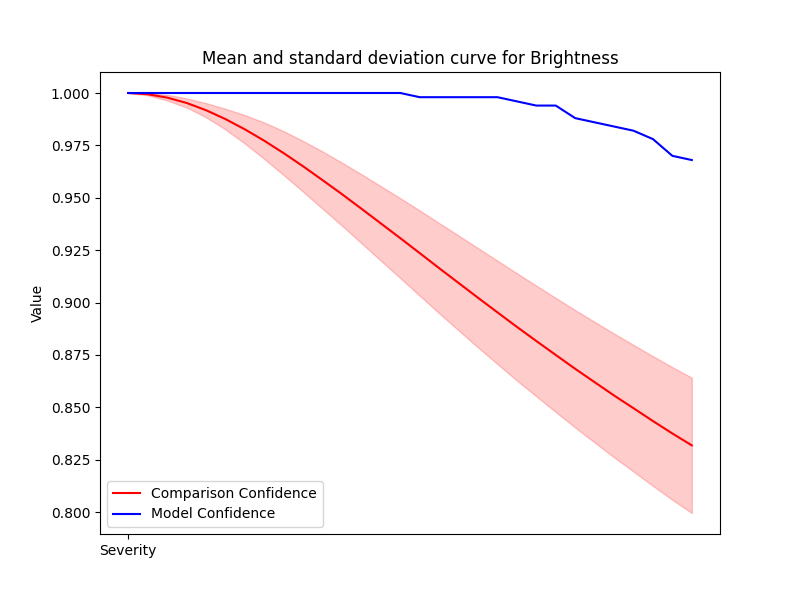 Mean and standard deviation curve for Brightness
Value
1.000
0.975
0.950
0.925
0.900
0.875
0.850
0.825
0.800
Comparison Confidence
Model Confidence
Severity